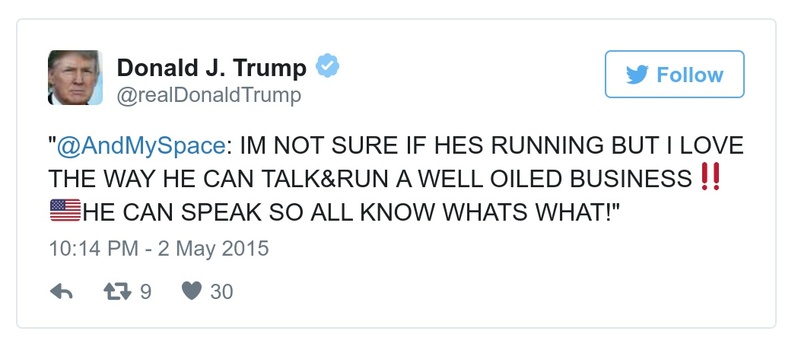 Donald J. Trump
@realDonaldTrump
Follow
"@AndMySpace: IM NOT SURE IF HES RUNNING BUT I LOVE
THE WAY HE CAN TALK&RUN A WELL OILED BUSINESS‼️
🇺🇸HE CAN SPEAK SO ALL KNOW WHATS WHAT!"
10:14 PM - 2 May 2015
9 30